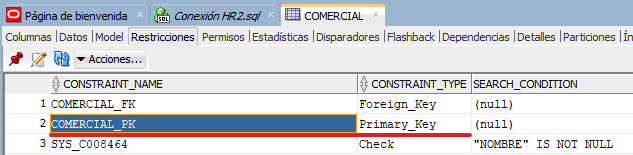 Página de bienvenida Conexión HR2.sql COMERCIAL
Columnas Datos Model Restricciones Permisos Estadísticas Disparadores Flashback Dependencias Detalles Particiones
Acciones...
CONSTRAINT_NAME CONSTRAINT_TYPE SEARCH_CONDITION
1 COMERCIAL_FK Foreign_Key (null)
2 COMERCIAL_PK Primary_Key (null)
3 SYS_C008464 Check "NOMBRE" IS NOT NULL